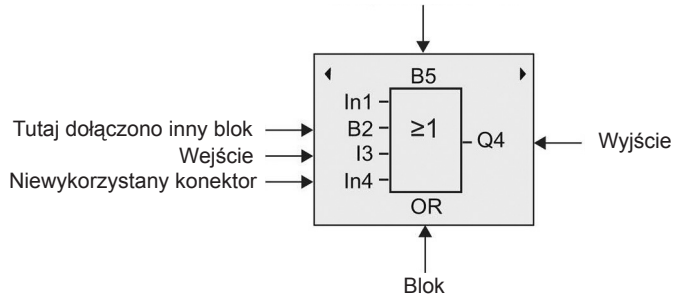 B5
In1
Tutaj dołączono inny blok
B2
≥1
Q4
Wyjście
Wejście
I3
Niewykorzystany konektor
In4
OR
Blok